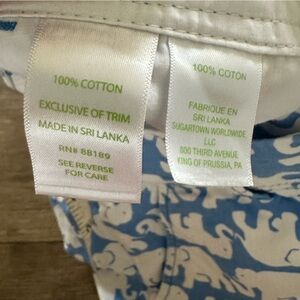 100% COTTON
EXCLUSIVE OF TRIM
MADE IN SRI LANKA
RN# 88189
SEE REVERSE
FOR CARE
100% COTON
FABRIQUE EN
SRI LANKA
SUGARTOWN WORLDWIDE
LLC
800 THIRD AVENUE
KING OF PRUSSIA, PA